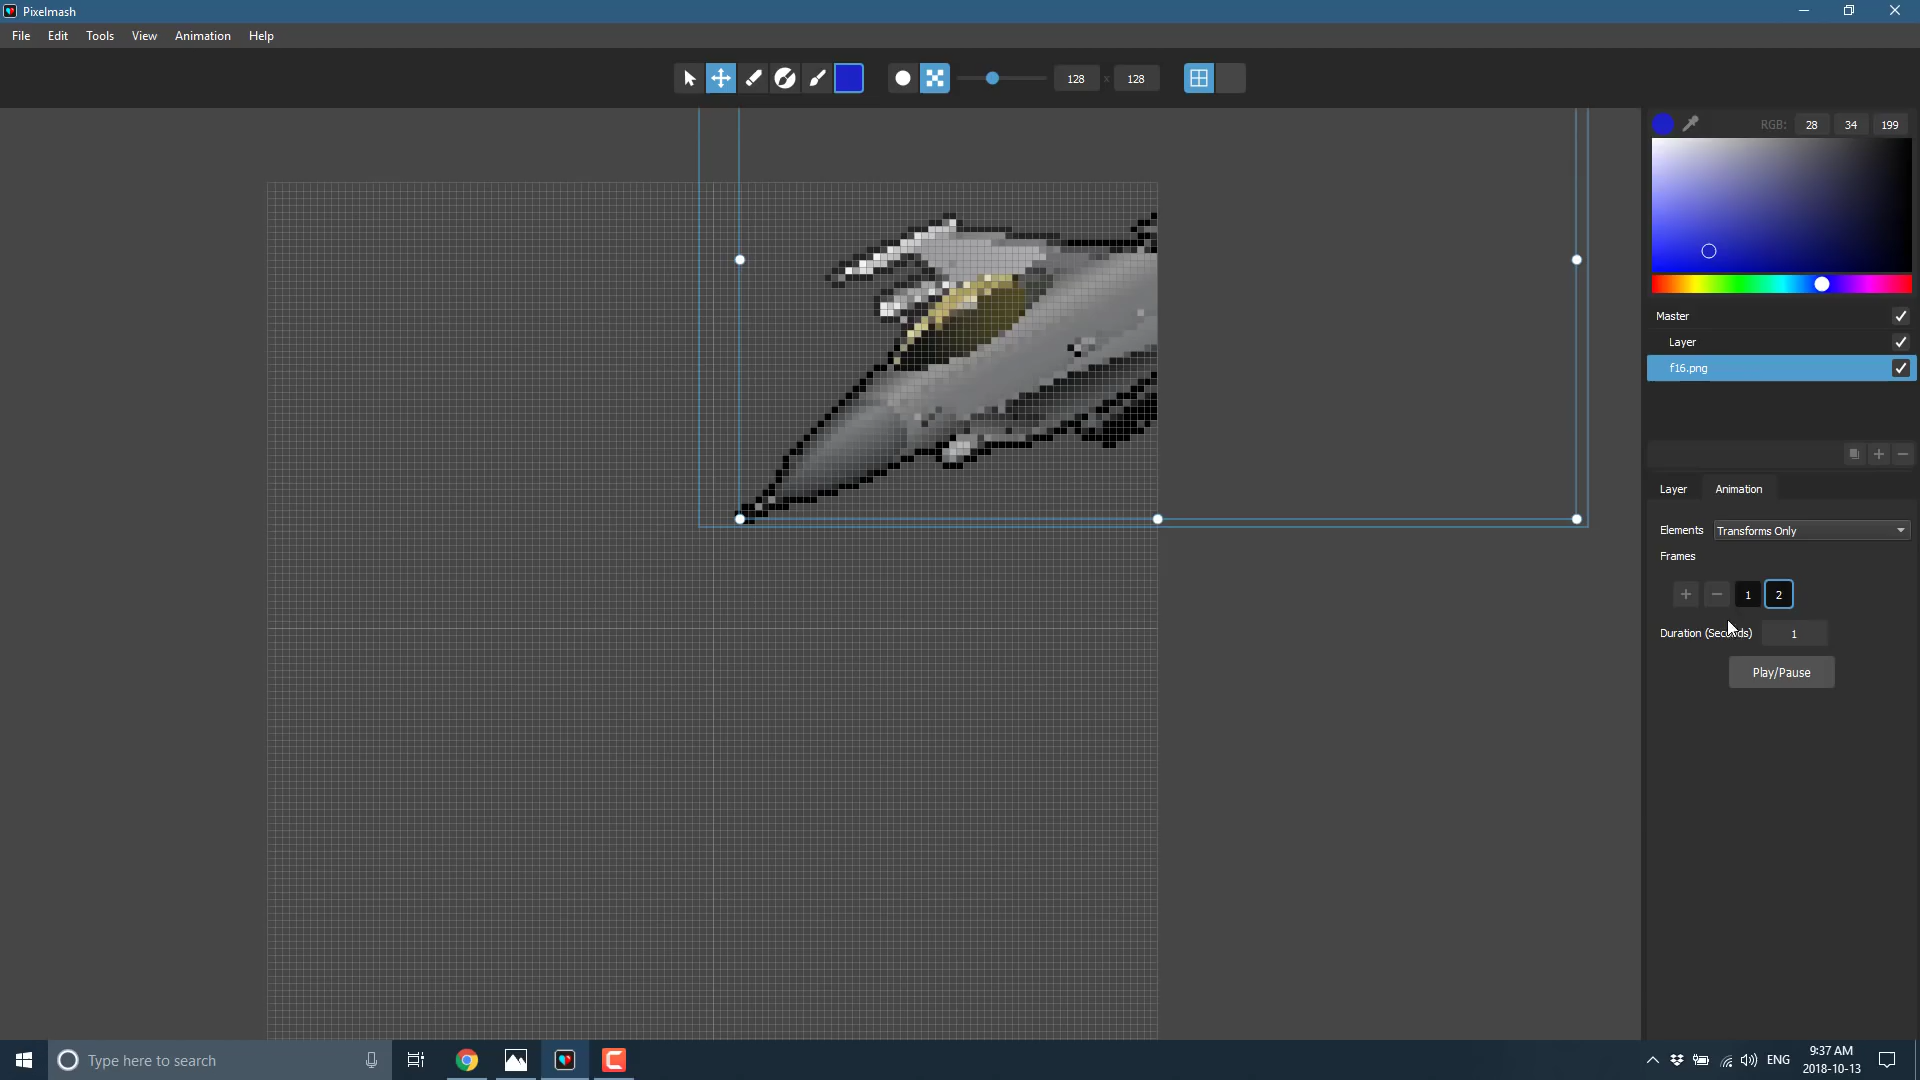 Pixelmash
File Edit Tools View Animation Help
128 x 128
RGB: 28 34 199
Master
Layer
f16.png
Layer Animation
Elements Transforms Only
Frames
+ − 1 2
Duration (Seconds) 1
Play/Pause
Type here to search
ENG
9:37 AM
2018-10-13